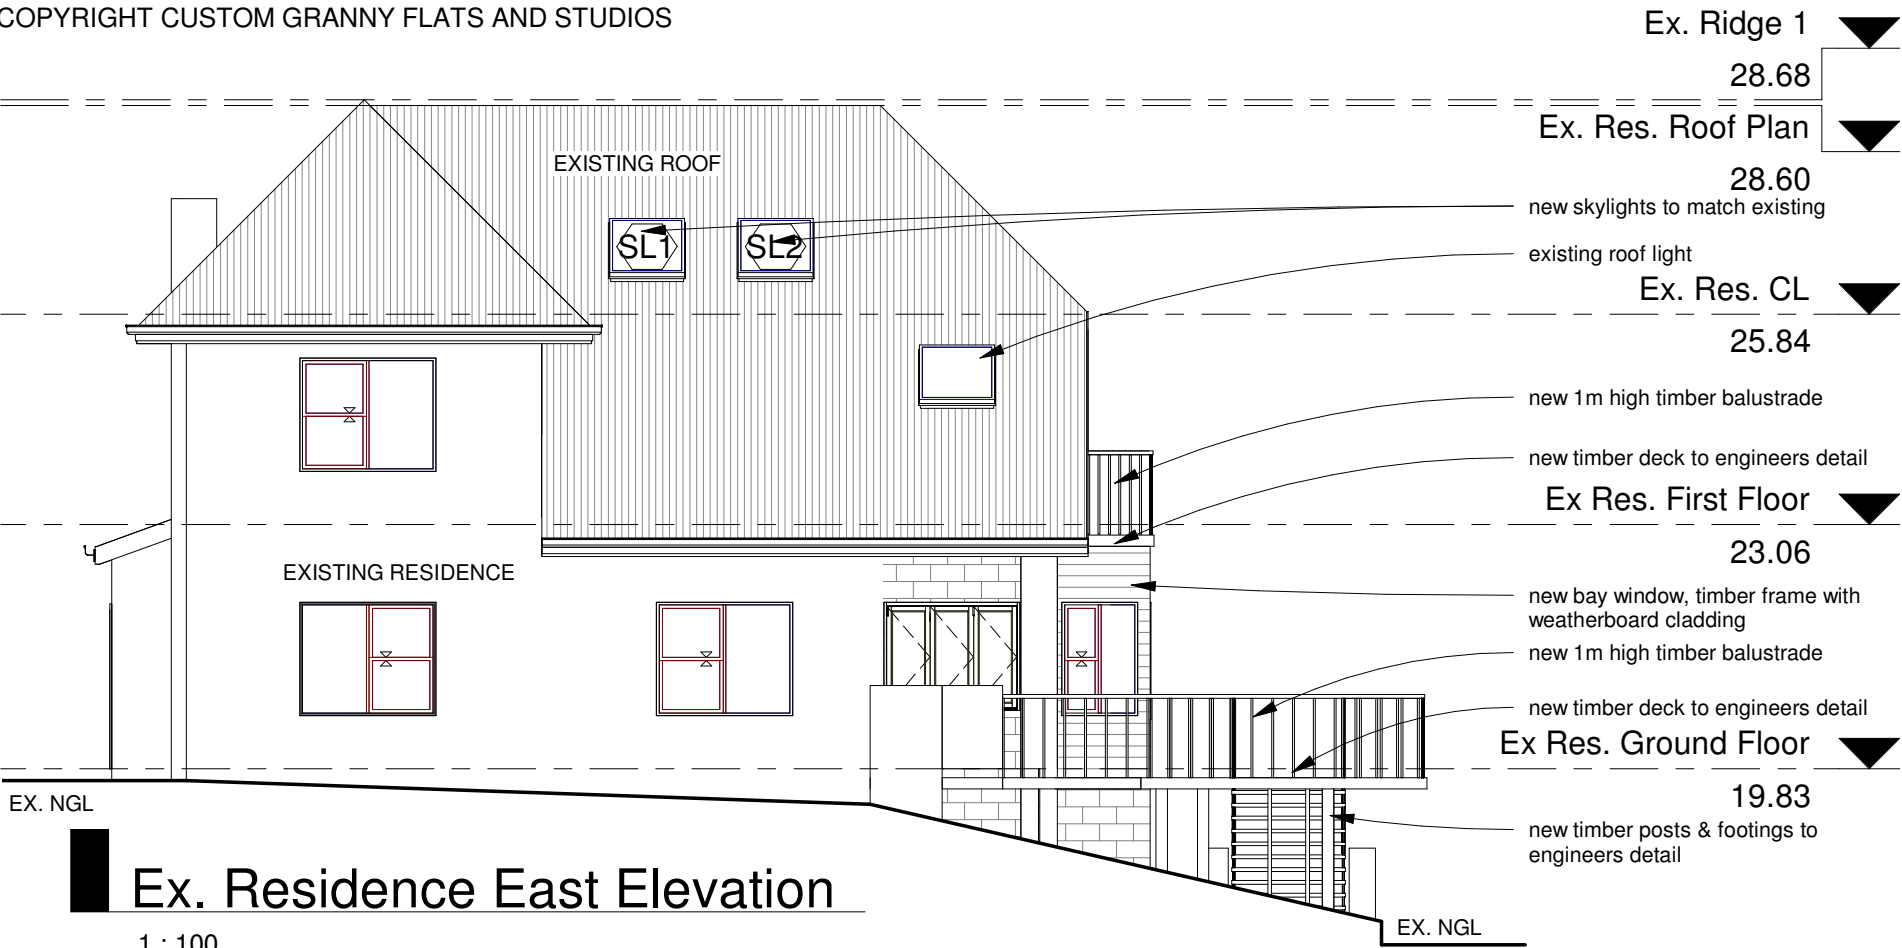 COPYRIGHT CUSTOM GRANNY FLATS AND STUDIOS
Ex. Ridge 1
28.68
Ex. Res. Roof Plan
28.60
EXISTING ROOF
new skylights to match existing
SL1
SL2
existing roof light
Ex. Res. CL
25.84
new 1m high timber balustrade
new timber deck to engineers detail
Ex Res. First Floor
23.06
EXISTING RESIDENCE
new bay window, timber frame with
weatherboard cladding
new 1m high timber balustrade
new timber deck to engineers detail
Ex Res. Ground Floor
19.83
EX. NGL
new timber posts & footings to
engineers detail
Ex. Residence East Elevation
EX. NGL
1 : 100